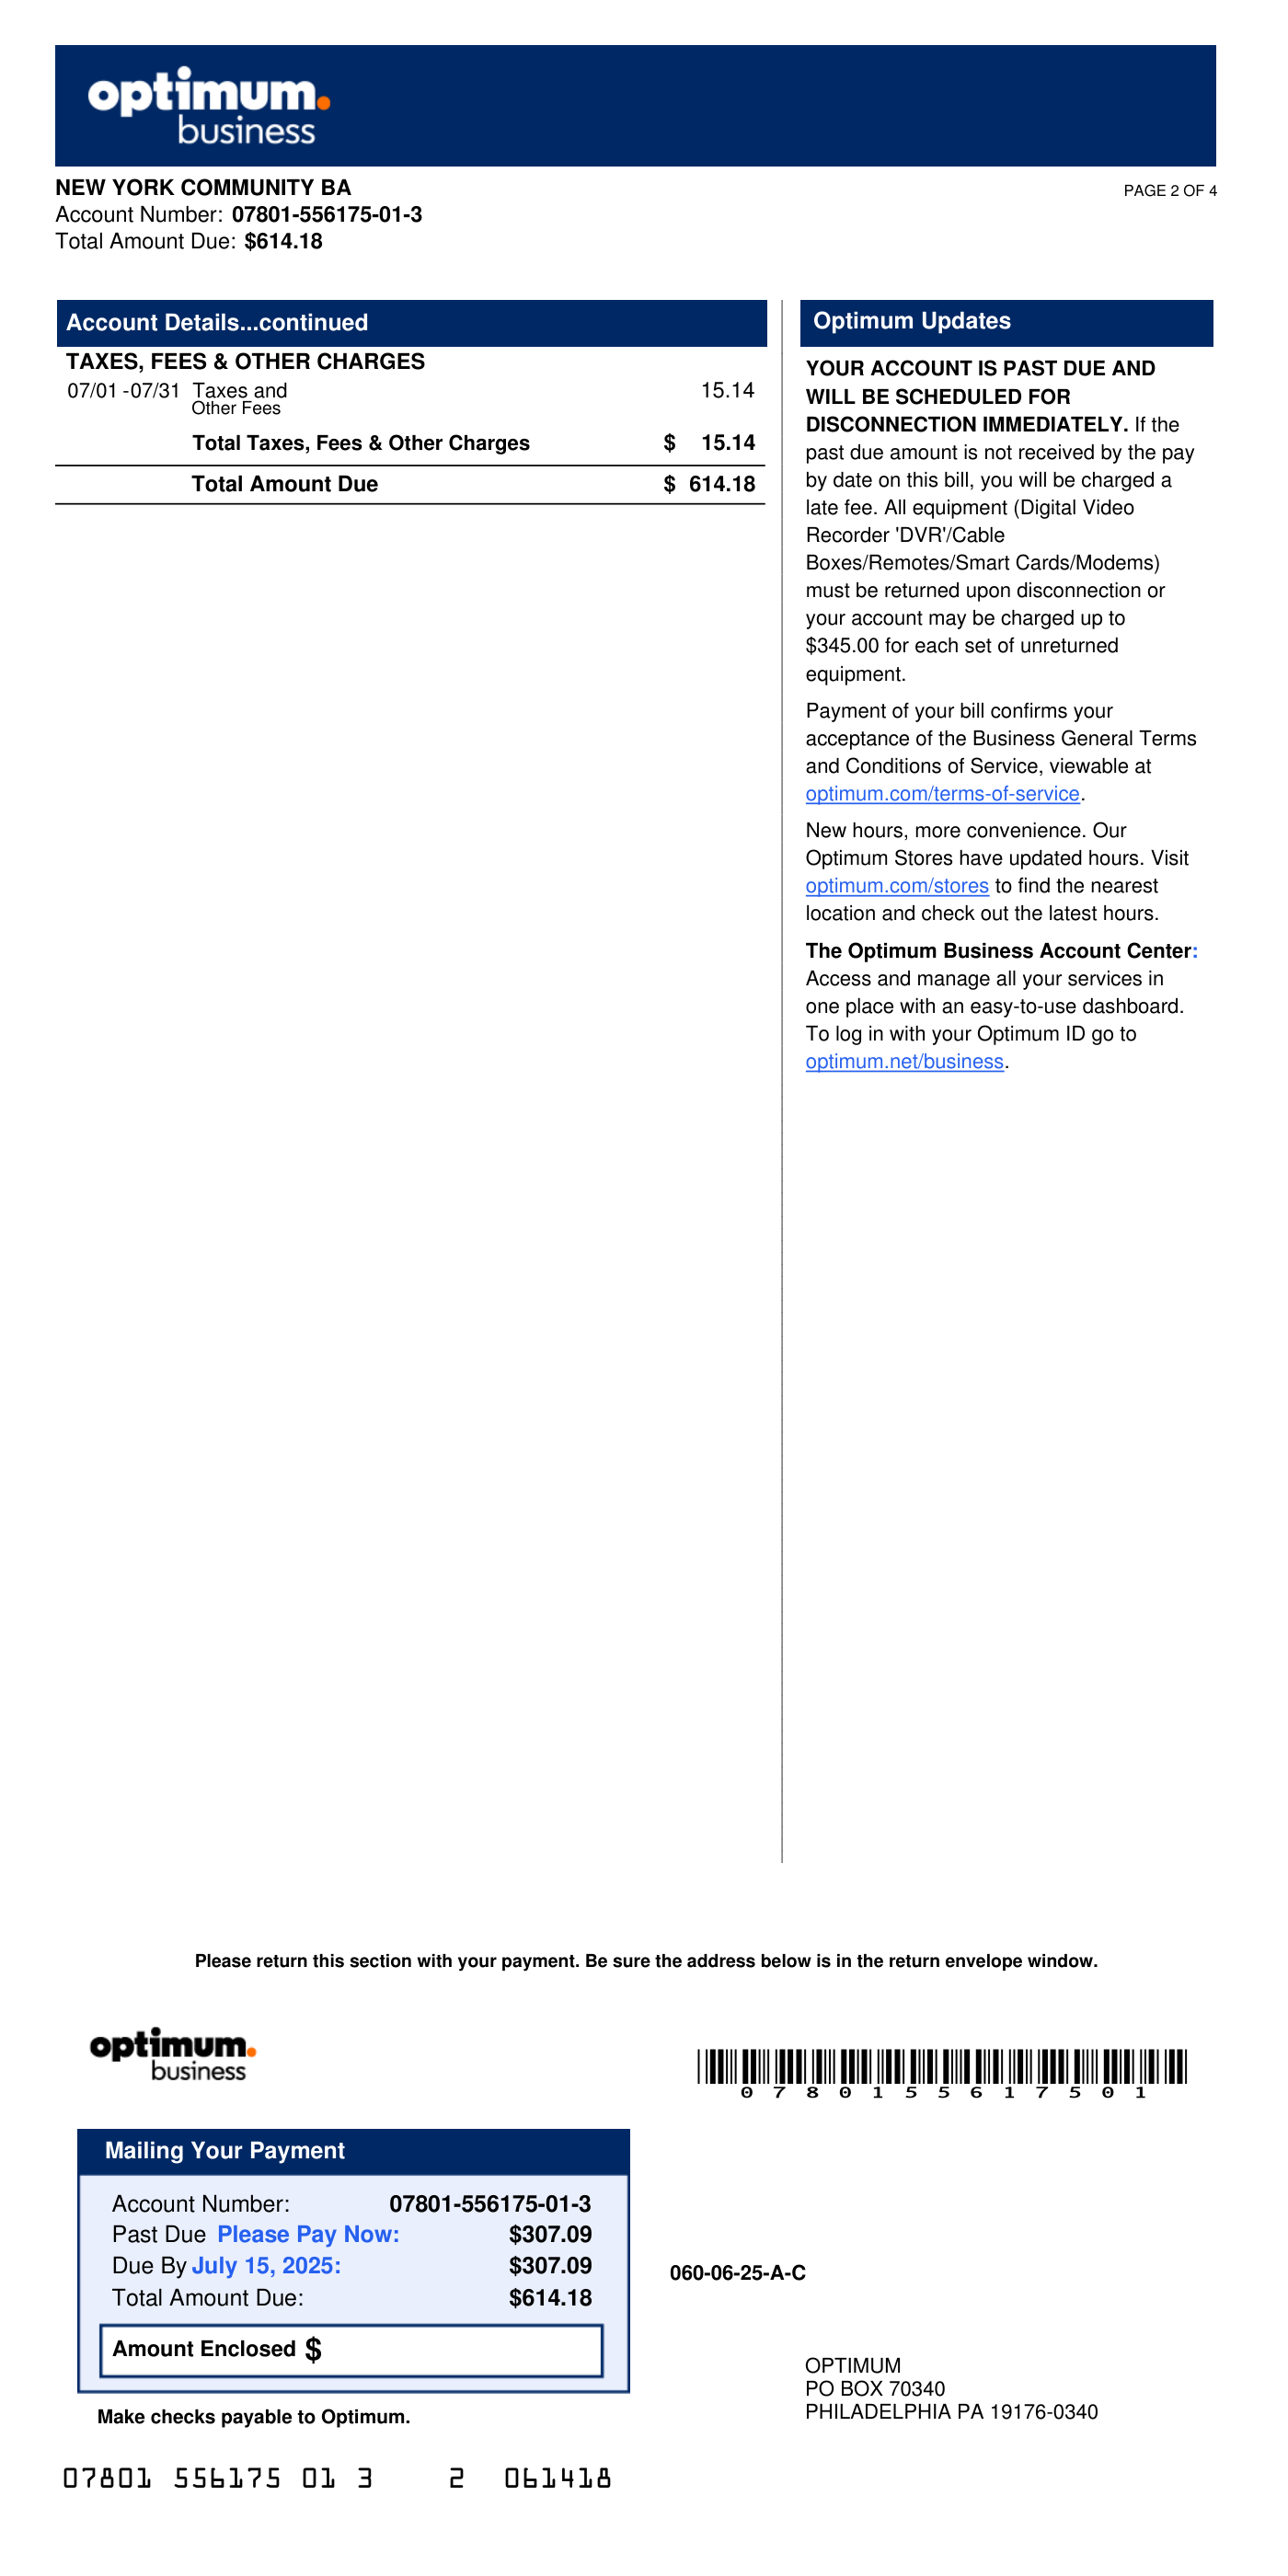 optimum.
business
NEW YORK COMMUNITY BA
PAGE 2 OF 4
Account Number: 07801-556175-01-3
Total Amount Due: $614.18
Account Details...continued
TAXES, FEES & OTHER CHARGES
07/01 -07/31 Taxes and 15.14
Other Fees
Total Taxes, Fees & Other Charges $ 15.14
Total Amount Due $ 614.18
Optimum Updates
YOUR ACCOUNT IS PAST DUE AND
WILL BE SCHEDULED FOR
DISCONNECTION IMMEDIATELY. If the
past due amount is not received by the pay
by date on this bill, you will be charged a
late fee. All equipment (Digital Video
Recorder 'DVR'/Cable
Boxes/Remotes/Smart Cards/Modems)
must be returned upon disconnection or
your account may be charged up to
$345.00 for each set of unreturned
equipment.
Payment of your bill confirms your
acceptance of the Business General Terms
and Conditions of Service, viewable at
optimum.com/terms-of-service.
New hours, more convenience. Our
Optimum Stores have updated hours. Visit
optimum.com/stores to find the nearest
location and check out the latest hours.
The Optimum Business Account Center:
Access and manage all your services in
one place with an easy-to-use dashboard.
To log in with your Optimum ID go to
optimum.net/business.
Please return this section with your payment. Be sure the address below is in the return envelope window.
optimum.
business
0 7 8 0 1 5 5 6 1 7 5 0 1
Mailing Your Payment
Account Number: 07801-556175-01-3
Past Due Please Pay Now: $307.09
Due By July 15, 2025: $307.09
Total Amount Due: $614.18
Amount Enclosed $
Make checks payable to Optimum.
060-06-25-A-C
OPTIMUM
PO BOX 70340
PHILADELPHIA PA 19176-0340
07801 556175 01 3 2 061418